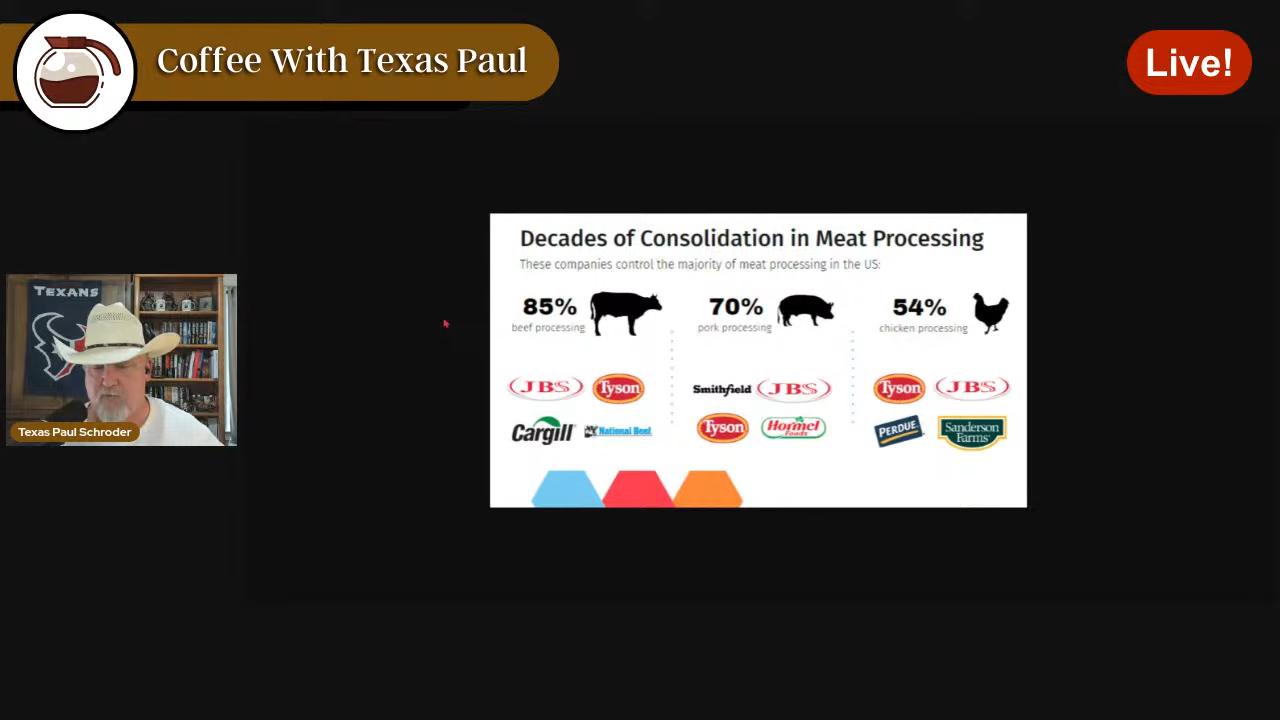 Coffee With Texas Paul
Live!
TEXANS
Texas Paul Schroder
Decades of Consolidation in Meat Processing
These companies control the majority of meat processing in the US:
85%
beef processing
70%
pork processing
54%
chicken processing
JBS
Tyson
Cargill
National Beef
Smithfield
JBS
Tyson
Hormel
Foods
Tyson
JBS
PERDUE
Sanderson
Farms